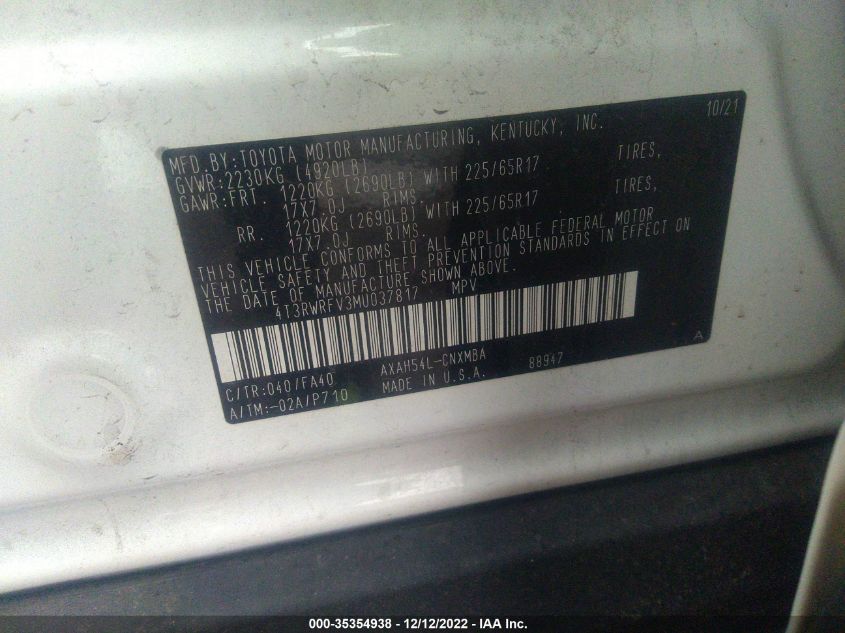 10/21
MFD.BY:TOYOTA MOTOR MANUFACTURING, KENTUCKY, INC.
GVWR:2230KG (4920LB)
GAWR:FRT. 1220KG (2690LB) WITH 225/65R17 TIRES,
17X7.0J RIMS.
RR. 1220KG (2690LB) WITH 225/65R17 TIRES,
17X7.0J RIMS.
THIS VEHICLE CONFORMS TO ALL APPLICABLE FEDERAL MOTOR
VEHICLE SAFETY AND THEFT PREVENTION STANDARDS IN EFFECT ON
THE DATE OF MANUFACTURE SHOWN ABOVE.
4T3RWRFV3MU037817 MPV
C/TR:040/FA40 AXAH54L-CNXMBA 88947 A
A/TM:-02A/P710 MADE IN U.S.A.
000-35354938 - 12/12/2022 - IAA Inc.